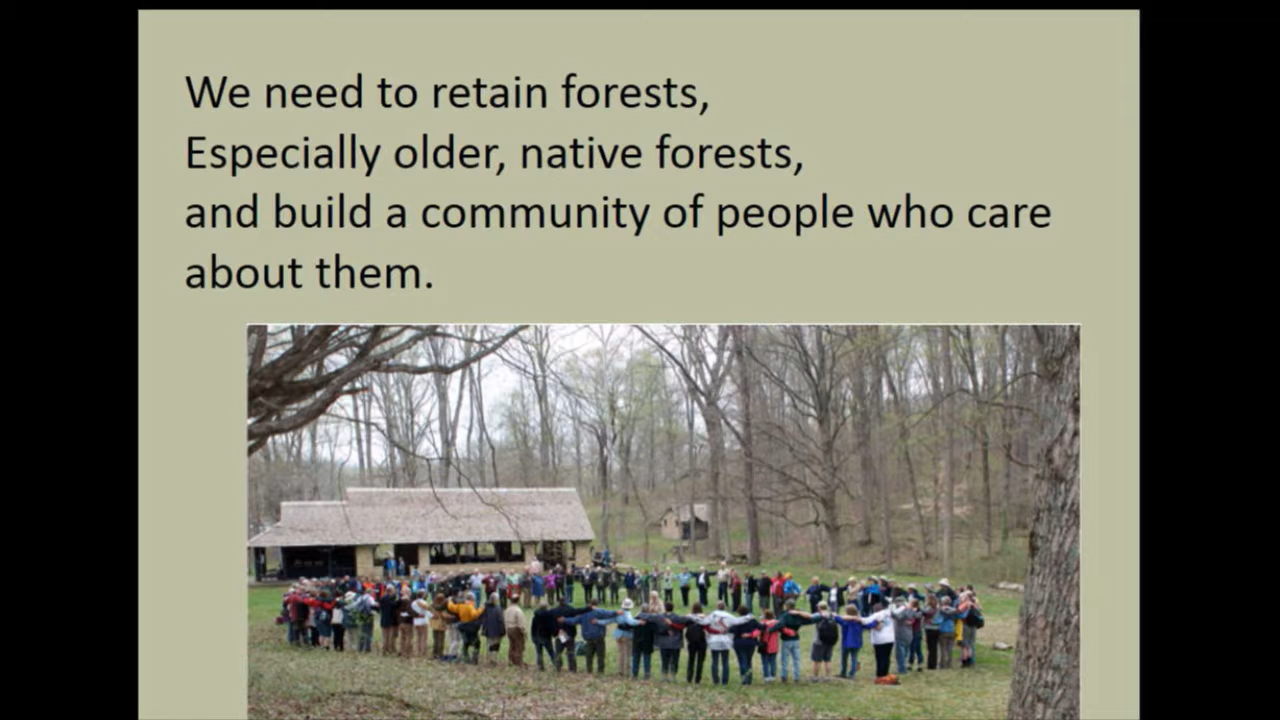 We need to retain forests,
Especially older, native forests,
and build a community of people who care
about them.